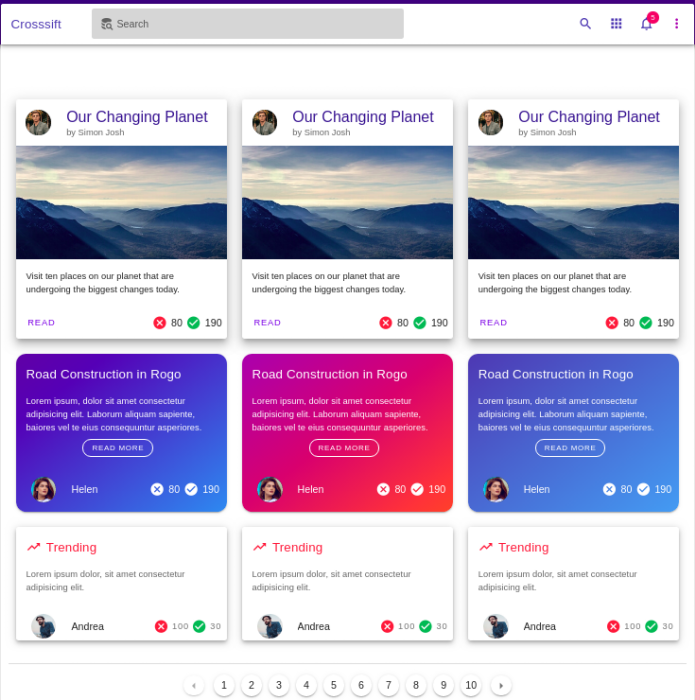 Crosssift
Search
5
Our Changing Planet
by Simon Josh
Our Changing Planet
by Simon Josh
Our Changing Planet
by Simon Josh
Visit ten places on our planet that are
undergoing the biggest changes today.
Visit ten places on our planet that are
undergoing the biggest changes today.
Visit ten places on our planet that are
undergoing the biggest changes today.
READ 80 190
READ 80 190
READ 80 190
Road Construction in Rogo
Lorem ipsum, dolor sit amet consectetur
adipisicing elit. Laborum aliquam sapiente,
baiores vel te eius consequuntur asperiores.
READ MORE
Helen 80 190
Road Construction in Rogo
Lorem ipsum, dolor sit amet consectetur
adipisicing elit. Laborum aliquam sapiente,
baiores vel te eius consequuntur asperiores.
READ MORE
Helen 80 190
Road Construction in Rogo
Lorem ipsum, dolor sit amet consectetur
adipisicing elit. Laborum aliquam sapiente,
baiores vel te eius consequuntur asperiores.
READ MORE
Helen 80 190
Trending
Lorem ipsum dolor, sit amet consectetur
adipisicing elit.
Andrea 100 30
Trending
Lorem ipsum dolor, sit amet consectetur
adipisicing elit.
Andrea 100 30
Trending
Lorem ipsum dolor, sit amet consectetur
adipisicing elit.
Andrea 100 30
1 2 3 4 5 6 7 8 9 10